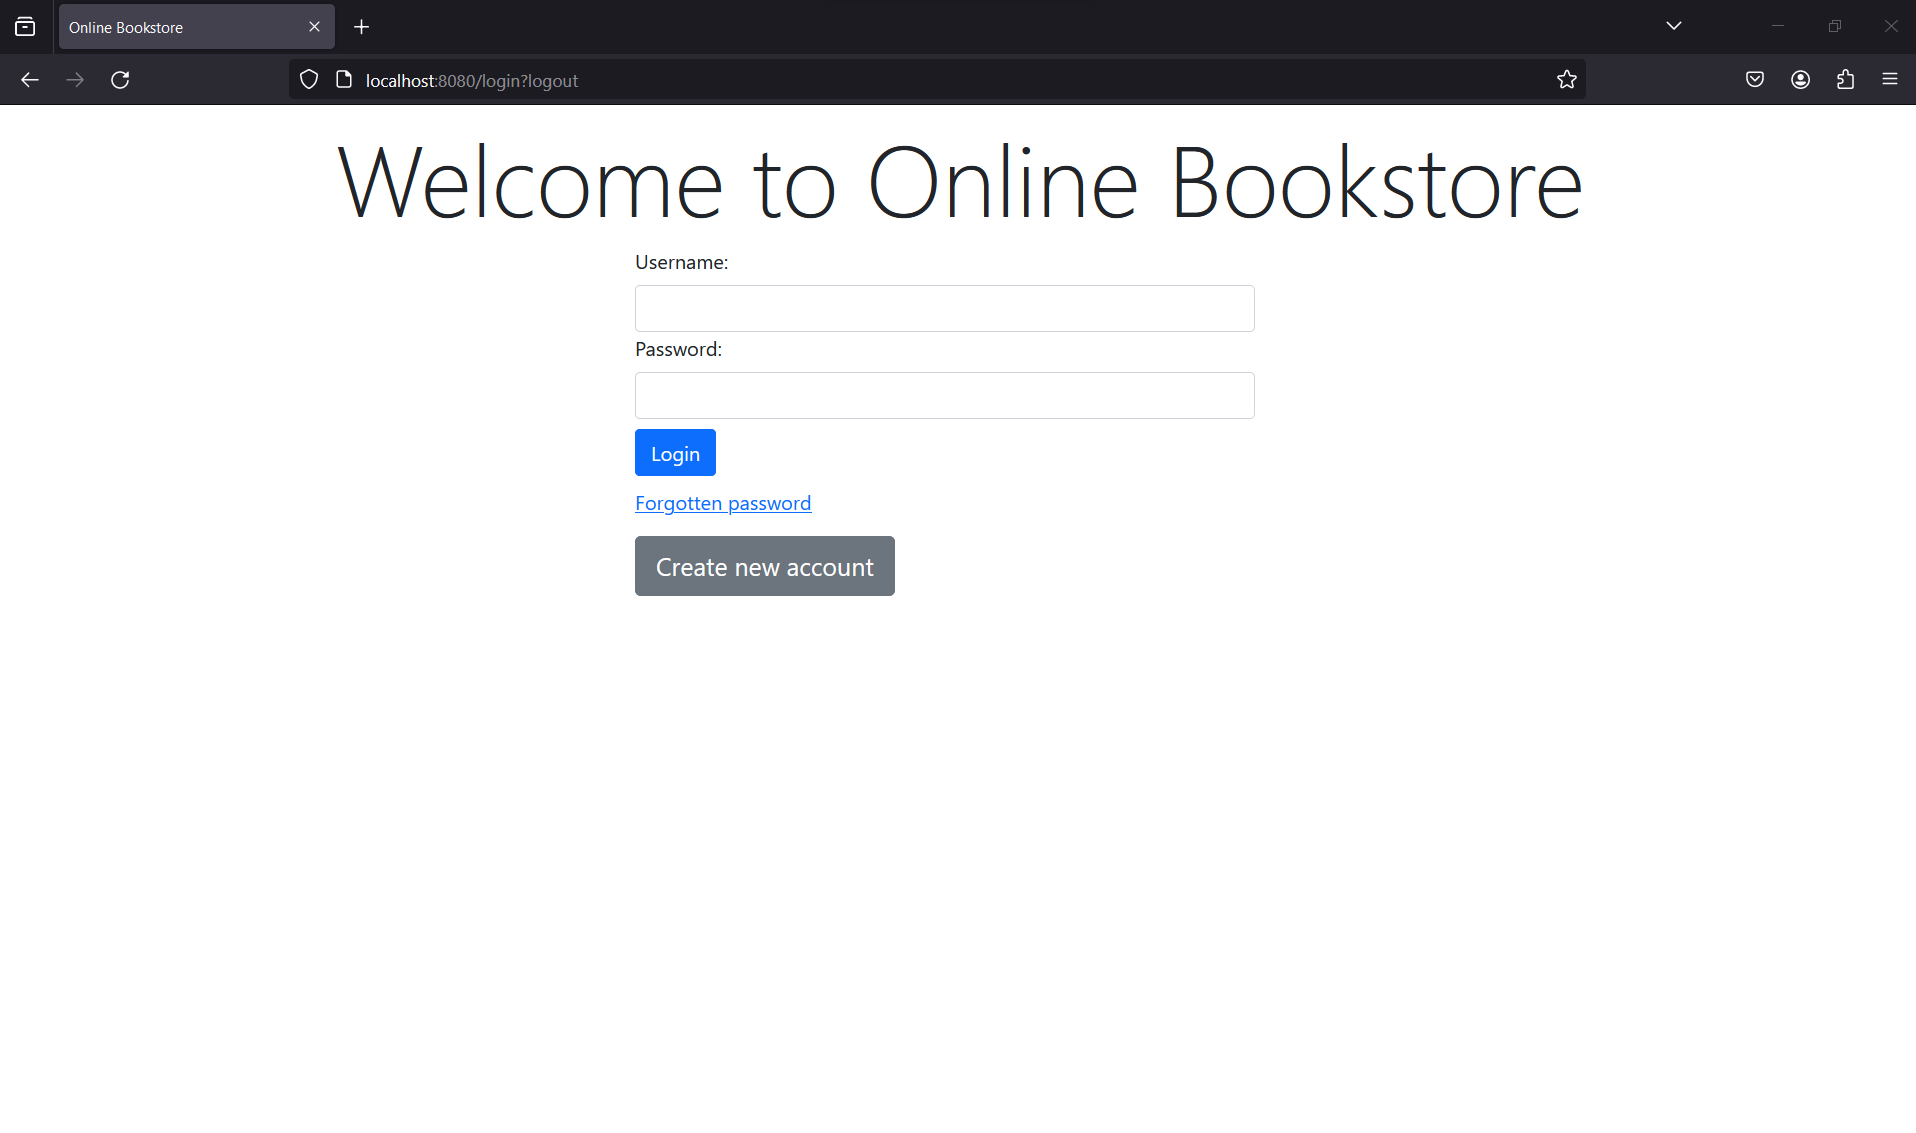 Online Bookstore
localhost:8080/login?logout
Welcome to Online Bookstore
Username:
Password:
Login
Forgotten password
Create new account